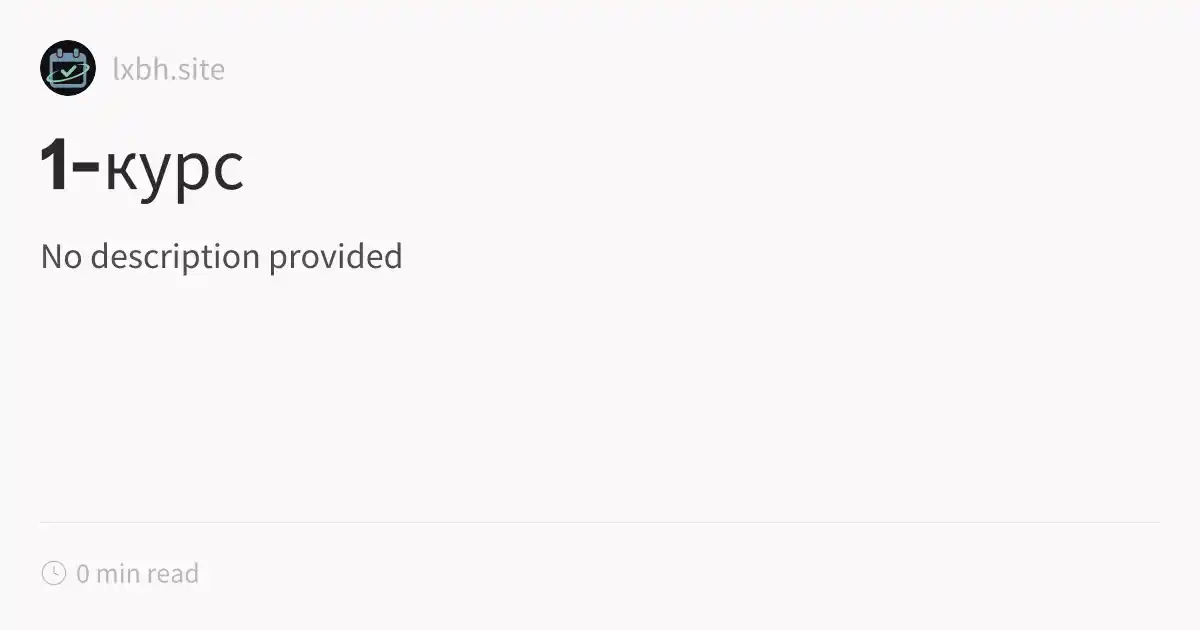 lxbh.site
1-курс
No description provided
0 min read